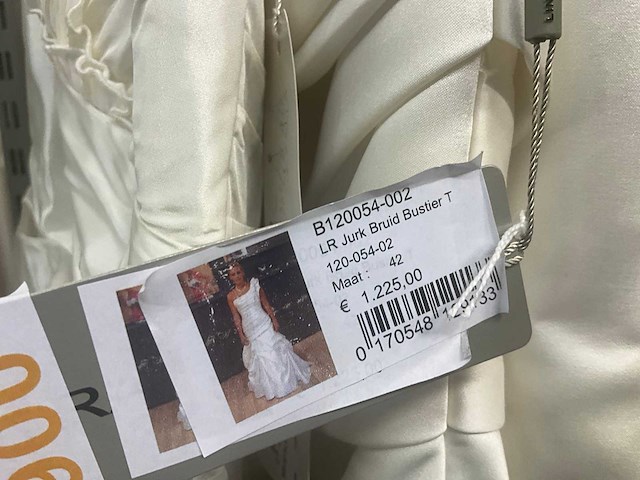 B120054-002
LR Jurk Bruid Bustier T
120-054-02
Maat : 42
€ 1.225,00
0 170548
R